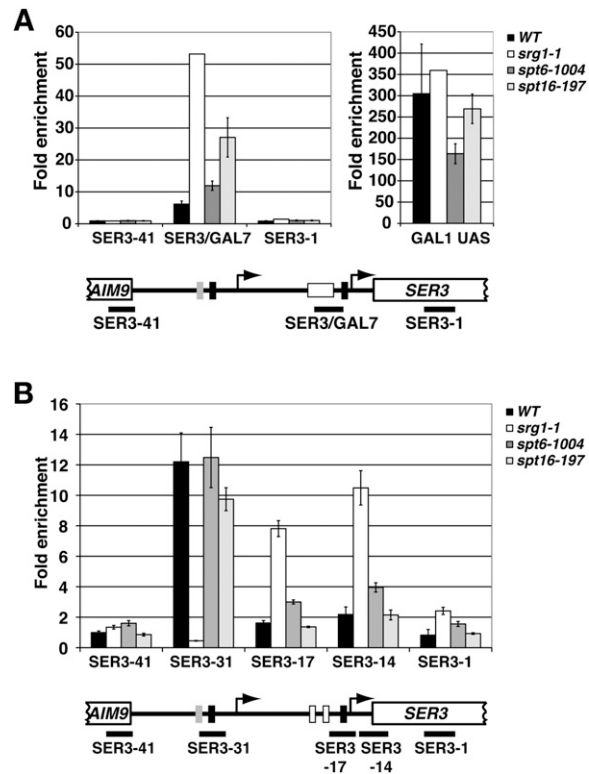 A
Fold enrichment
60
50
40
30
20
10
0
SER3-41 SER3/GAL7 SER3-1
Fold enrichment
450
400
350
300
250
200
150
100
50
0
GAL1 UAS
WT
srg1-1
spt6-1004
spt16-197
AIM9 SER3
SER3-41 SER3/GAL7 SER3-1
B
Fold enrichment
16
14
12
10
8
6
4
2
0
SER3-41 SER3-31 SER3-17 SER3-14 SER3-1
WT
srg1-1
spt6-1004
spt16-197
AIM9 SER3
SER3-41 SER3-31 SER3 SER3 SER3-1
-17 -14